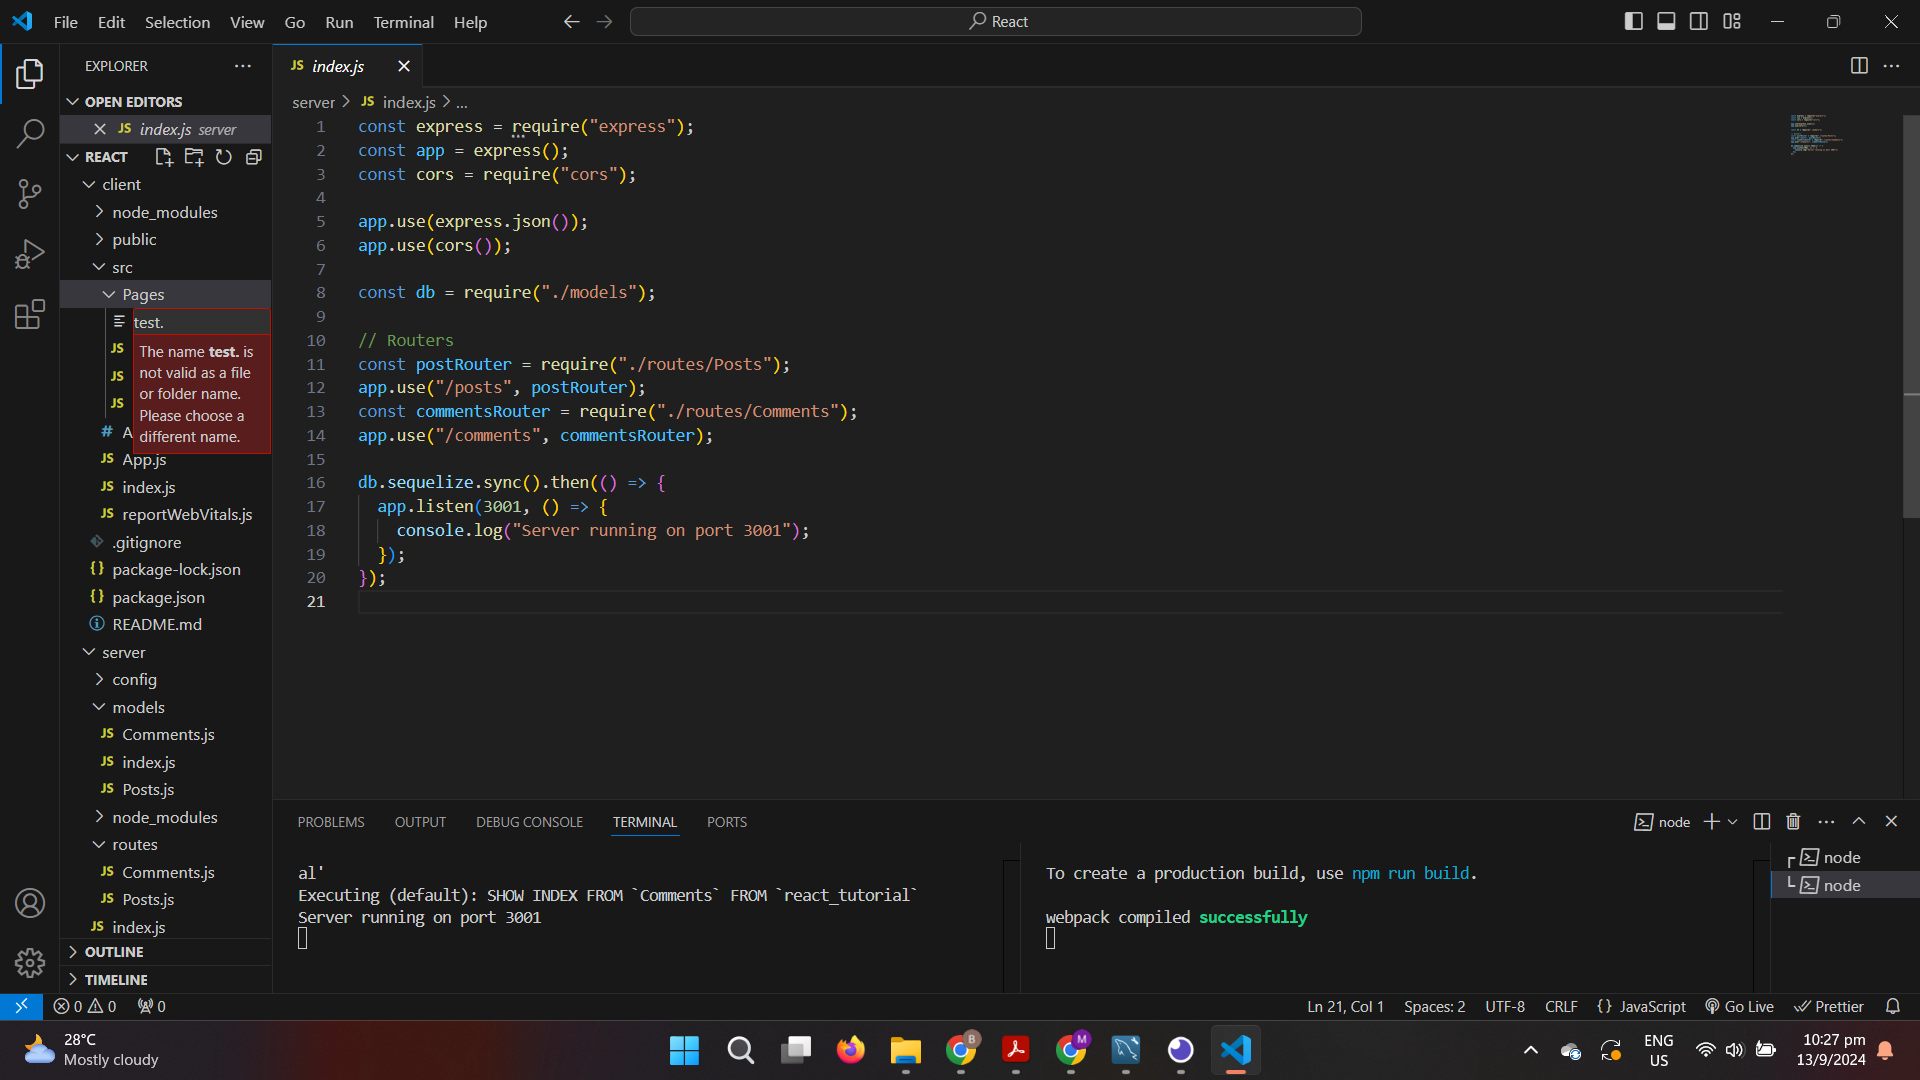 File Edit Selection View Go Run Terminal Help
React
EXPLORER
OPEN EDITORS
index.js server
REACT
client
node_modules
public
src
Pages
test.
The name test. is
not valid as a file
or folder name.
Please choose a
different name.
JS
JS
JS
# A
JS App.js
JS index.js
JS reportWebVitals.js
.gitignore
{} package-lock.json
{} package.json
README.md
server
config
models
JS Comments.js
JS index.js
JS Posts.js
node_modules
routes
JS Comments.js
JS Posts.js
JS index.js
OUTLINE
TIMELINE
JS index.js
server > JS index.js > ...
1 const express = require("express");
2 const app = express();
3 const cors = require("cors");
4
5 app.use(express.json());
6 app.use(cors());
7
8 const db = require("./models");
9
10 // Routers
11 const postRouter = require("./routes/Posts");
12 app.use("/posts", postRouter);
13 const commentsRouter = require("./routes/Comments");
14 app.use("/comments", commentsRouter);
15
16 db.sequelize.sync().then(() => {
17 app.listen(3001, () => {
18 console.log("Server running on port 3001");
19 });
20 });
21
PROBLEMS OUTPUT DEBUG CONSOLE TERMINAL PORTS
node
al'
Executing (default): SHOW INDEX FROM `Comments` FROM `react_tutorial`
Server running on port 3001
To create a production build, use npm run build.
webpack compiled successfully
node
node
0 0 0
Ln 21, Col 1 Spaces: 2 UTF-8 CRLF {} JavaScript Go Live Prettier
28°C
Mostly cloudy
B
M
ENG
US
10:27 pm
13/9/2024